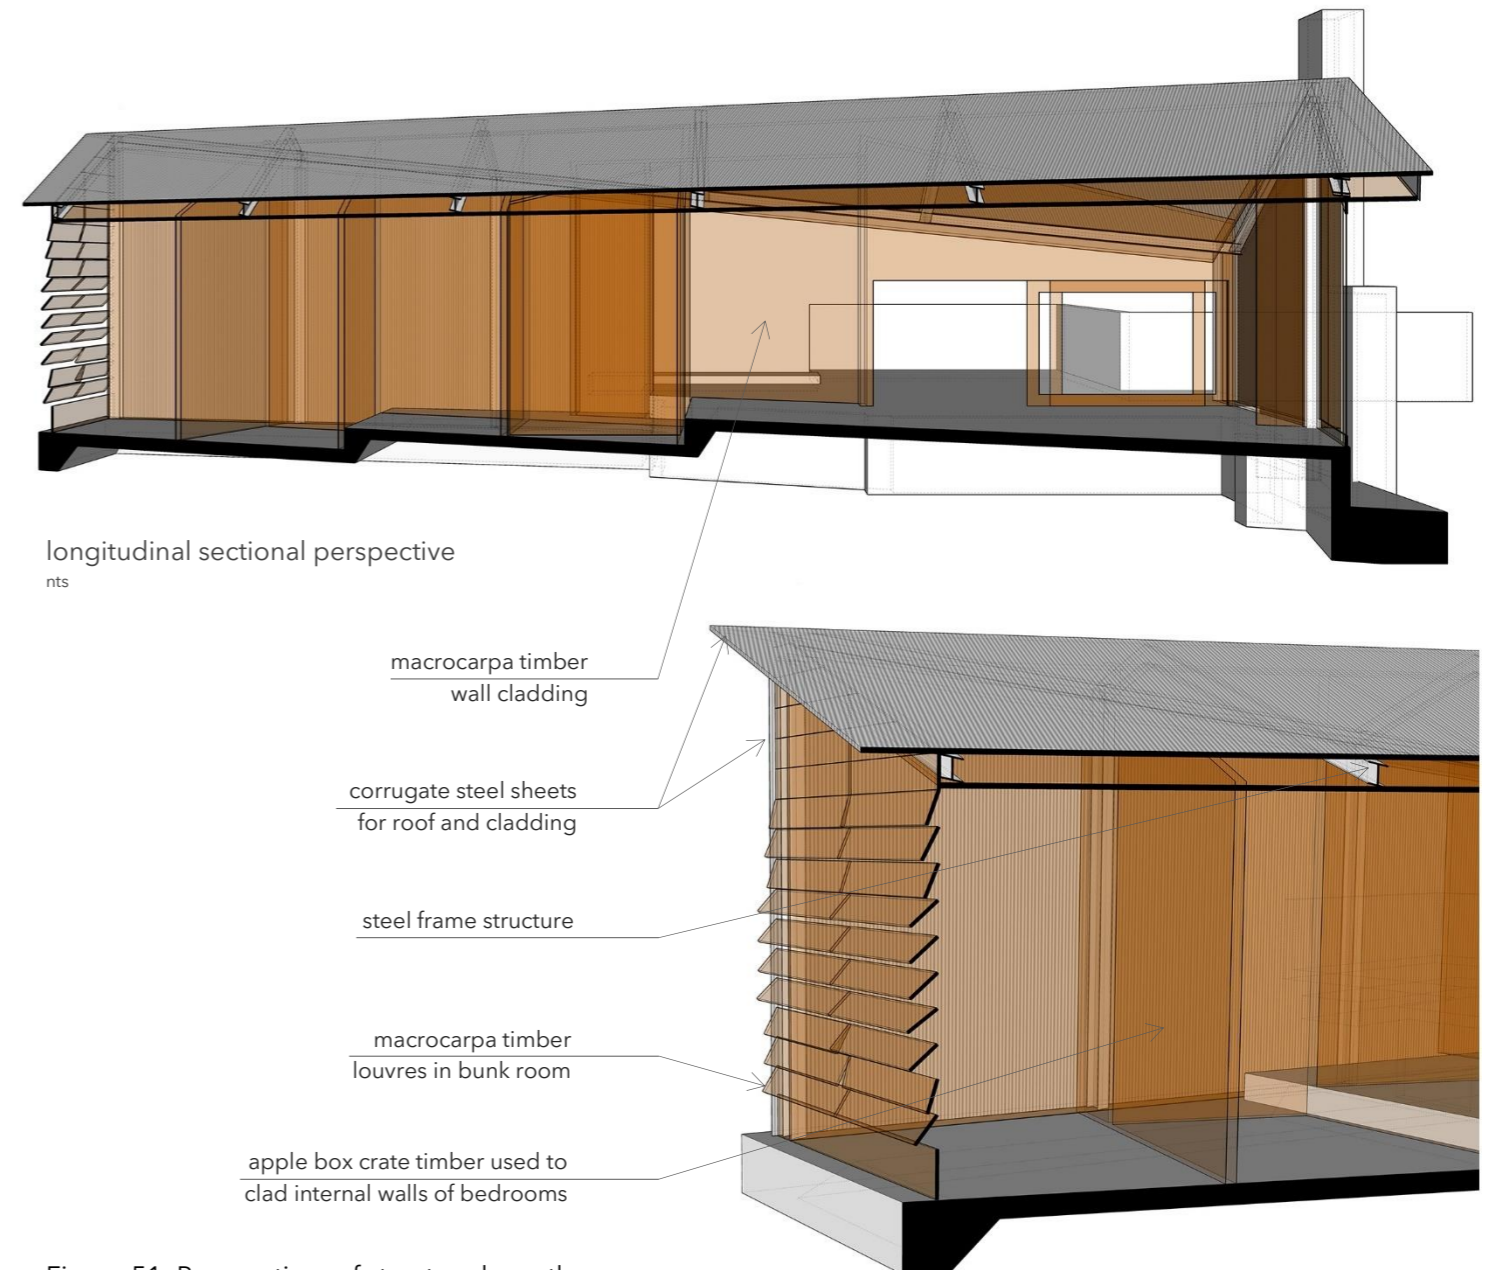 longitudinal sectional perspective
nts
macrocarpa timber
wall cladding
corrugate steel sheets
for roof and cladding
steel frame structure
macrocarpa timber
louvres in bunk room
apple box crate timber used to
clad internal walls of bedrooms